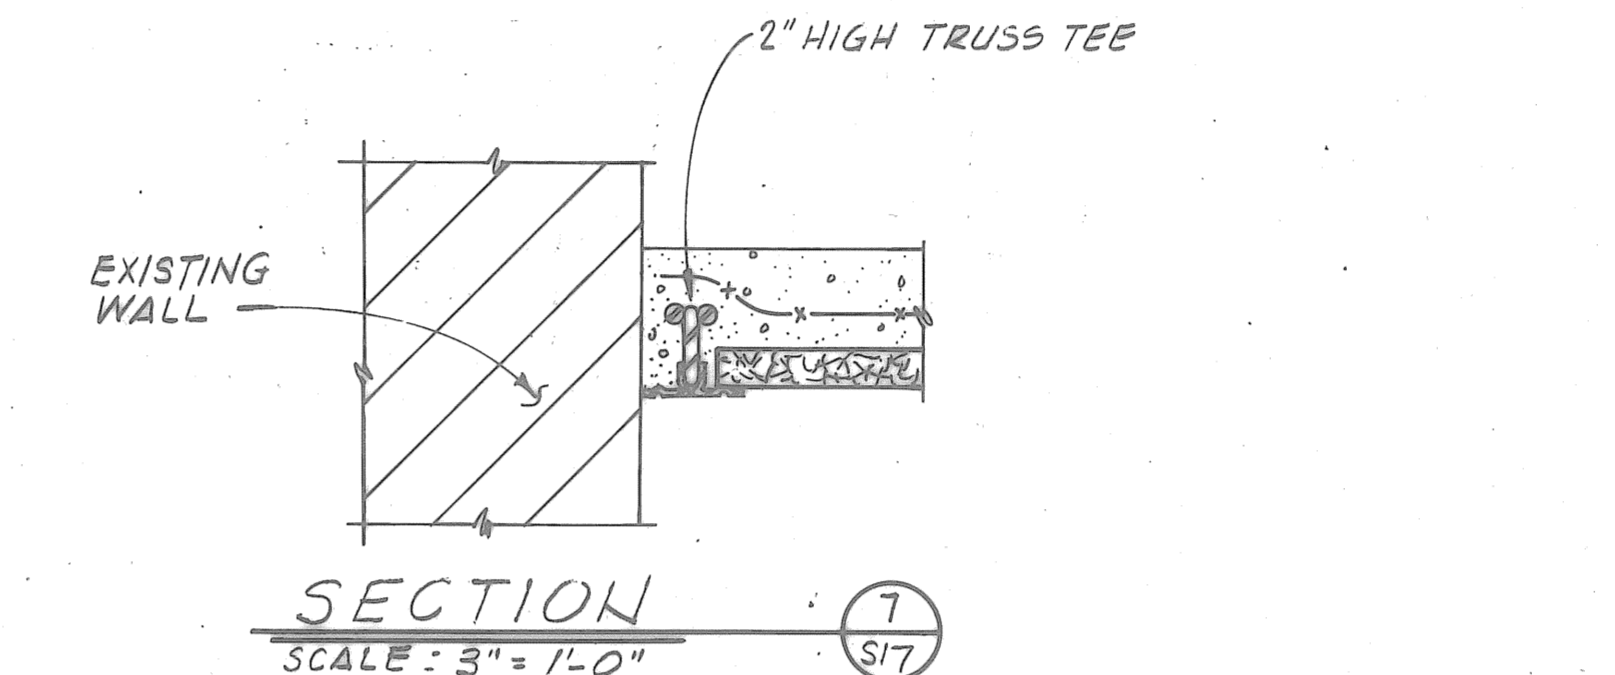 2" HIGH TRUSS TEE
EXISTING
WALL
SECTION
SCALE: 3" = 1'-0"
7
S17